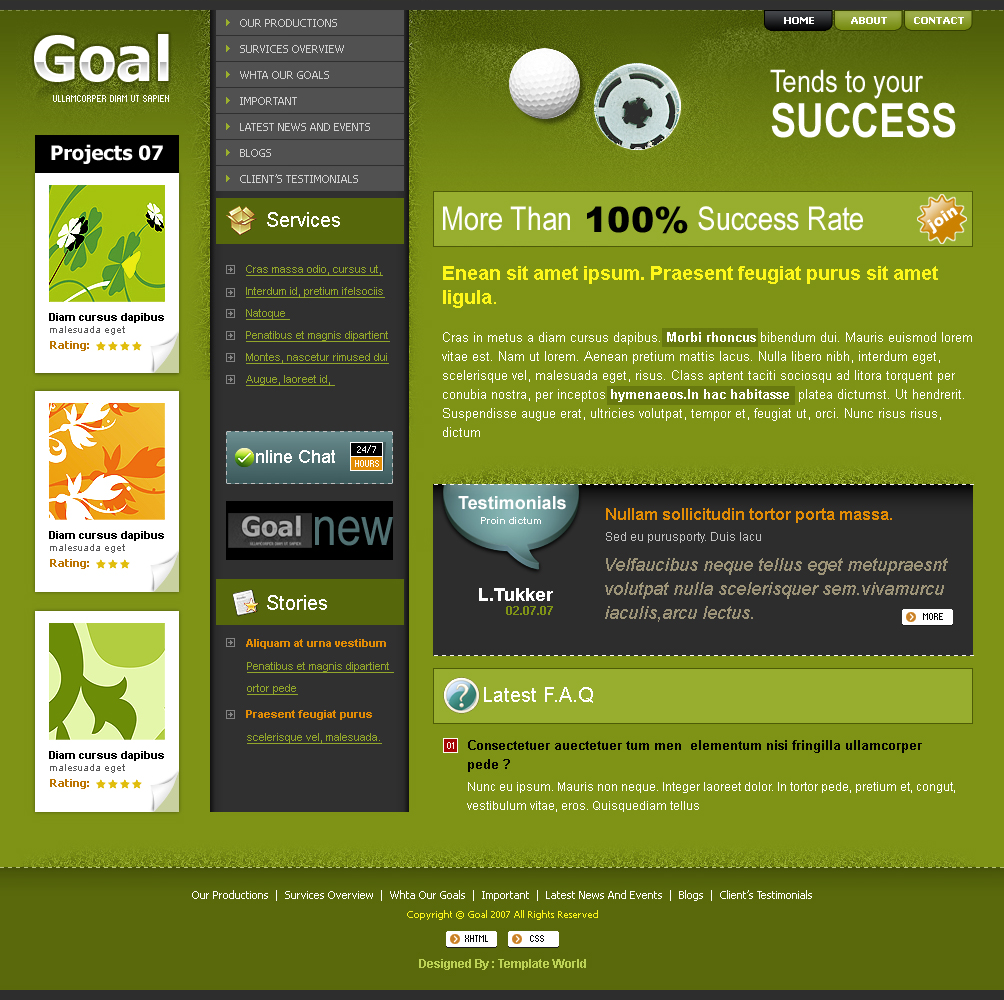 HOME
ABOUT
CONTACT
Goal
ULLAMCORPER DIAM UT SAPIEN
OUR PRODUCTIONS
SURVICES OVERVIEW
WHTA OUR GOALS
IMPORTANT
LATEST NEWS AND EVENTS
BLOGS
CLIENT'S TESTIMONIALS
Tends to your
SUCCESS
Projects 07
Diam cursus dapibus
malesuada eget
Rating:
Diam cursus dapibus
malesuada eget
Rating:
Diam cursus dapibus
malesuada eget
Rating:
Services
Cras massa odio, cursus ut,
Interdum id, pretium ifelsociis
Natoque
Penatibus et magnis dipartient
Montes, nascetur rimused dui
Augue, laoreet id,
nline Chat
24/7
HOURS
Goal new
ULLAMCORPER DIAM UT SAPIEN
Stories
Aliquam at urna vestibum
Penatibus et magnis dipartient
ortor pede
Praesent feugiat purus
scelerisque vel, malesuada.
More Than 100% Success Rate
join
Enean sit amet ipsum. Praesent feugiat purus sit amet
ligula.
Cras in metus a diam cursus dapibus. Morbi rhoncus bibendum dui. Mauris euismod lorem
vitae est. Nam ut lorem. Aenean pretium mattis lacus. Nulla libero nibh, interdum eget,
scelerisque vel, malesuada eget, risus. Class aptent taciti sociosqu ad litora torquent per
conubia nostra, per inceptos hymenaeos.In hac habitasse platea dictumst. Ut hendrerit.
Suspendisse augue erat, ultricies volutpat, tempor et, feugiat ut, orci. Nunc risus risus,
dictum
Testimonials
Proin dictum
L.Tukker
02.07.07
Nullam sollicitudin tortor porta massa.
Sed eu purusporty. Duis lacu
Velfaucibus neque tellus eget metupraesnt
volutpat nulla scelerisquer sem.vivamurcu
iaculis,arcu lectus.
MORE
? Latest F.A.Q
01
Consectetuer auectetuer tum men elementum nisi fringilla ullamcorper
pede ?
Nunc eu ipsum. Mauris non neque. Integer laoreet dolor. In tortor pede, pretium et, congut,
vestibulum vitae, eros. Quisquediam tellus
Our Productions | Survices Overview | Whta Our Goals | Important | Latest News And Events | Blogs | Client's Testimonials
Copyright © Goal 2007 All Rights Reserved
XHTML
CSS
Designed By : Template World